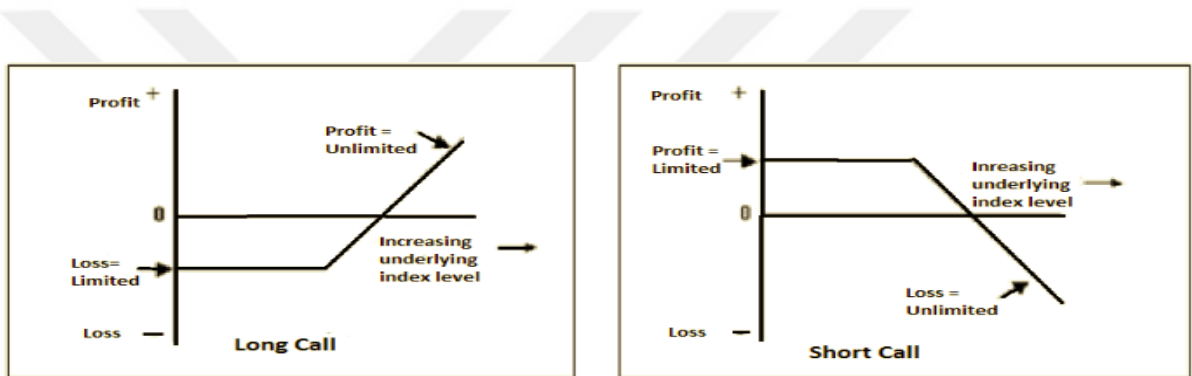 Profit +
Profit =
Unlimited
0
Increasing
underlying
index level
Loss=
Limited
Loss −
Long Call
Profit +
Profit =
Limited
Inreasing
underlying
index level
0
Loss =
Unlimited
Loss −
Short Call